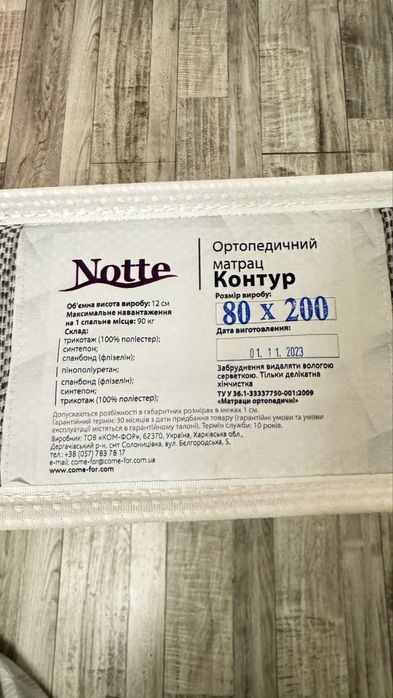 Notte
Об'ємна висота виробу: 12 см
Максимальне навантаження
на 1 спальне місце: 90 кг
Склад:
трикотаж (100% поліестер);
синтепон;
спанбонд (флізелін);
пінополіуретан;
спанбонд (флізелін);
синтепон;
трикотаж (100% поліестер);
Ортопедичний
матрац
Контур
Розмір виробу:
80 х 200
Дата виготовлення:
01. 11. 2023
Забруднення видаляти вологою
серветкою. Тільки делікатна
хімчистка
ТУ У 36.1-33337750-001:2009
«Матраци ортопедичні»
Допускаються розбіжності в габаритних розмірах в межах 1 см.
Гарантійний термін: 30 місяців з дати придбання товару (гарантійні умови та умови
експлуатації містяться в гарантійному талоні). Термін служби: 10 років.
Виробник: ТОВ «КОМ-ФОР», 62370, Україна, Харківська обл.,
Дергачівський р-н, смт Солоницівка, вул. Бєлгородська, 5,
тел.: +38 (057) 783 78 17
e-mail: come-for@come-for.com.ua
www.come-for.com